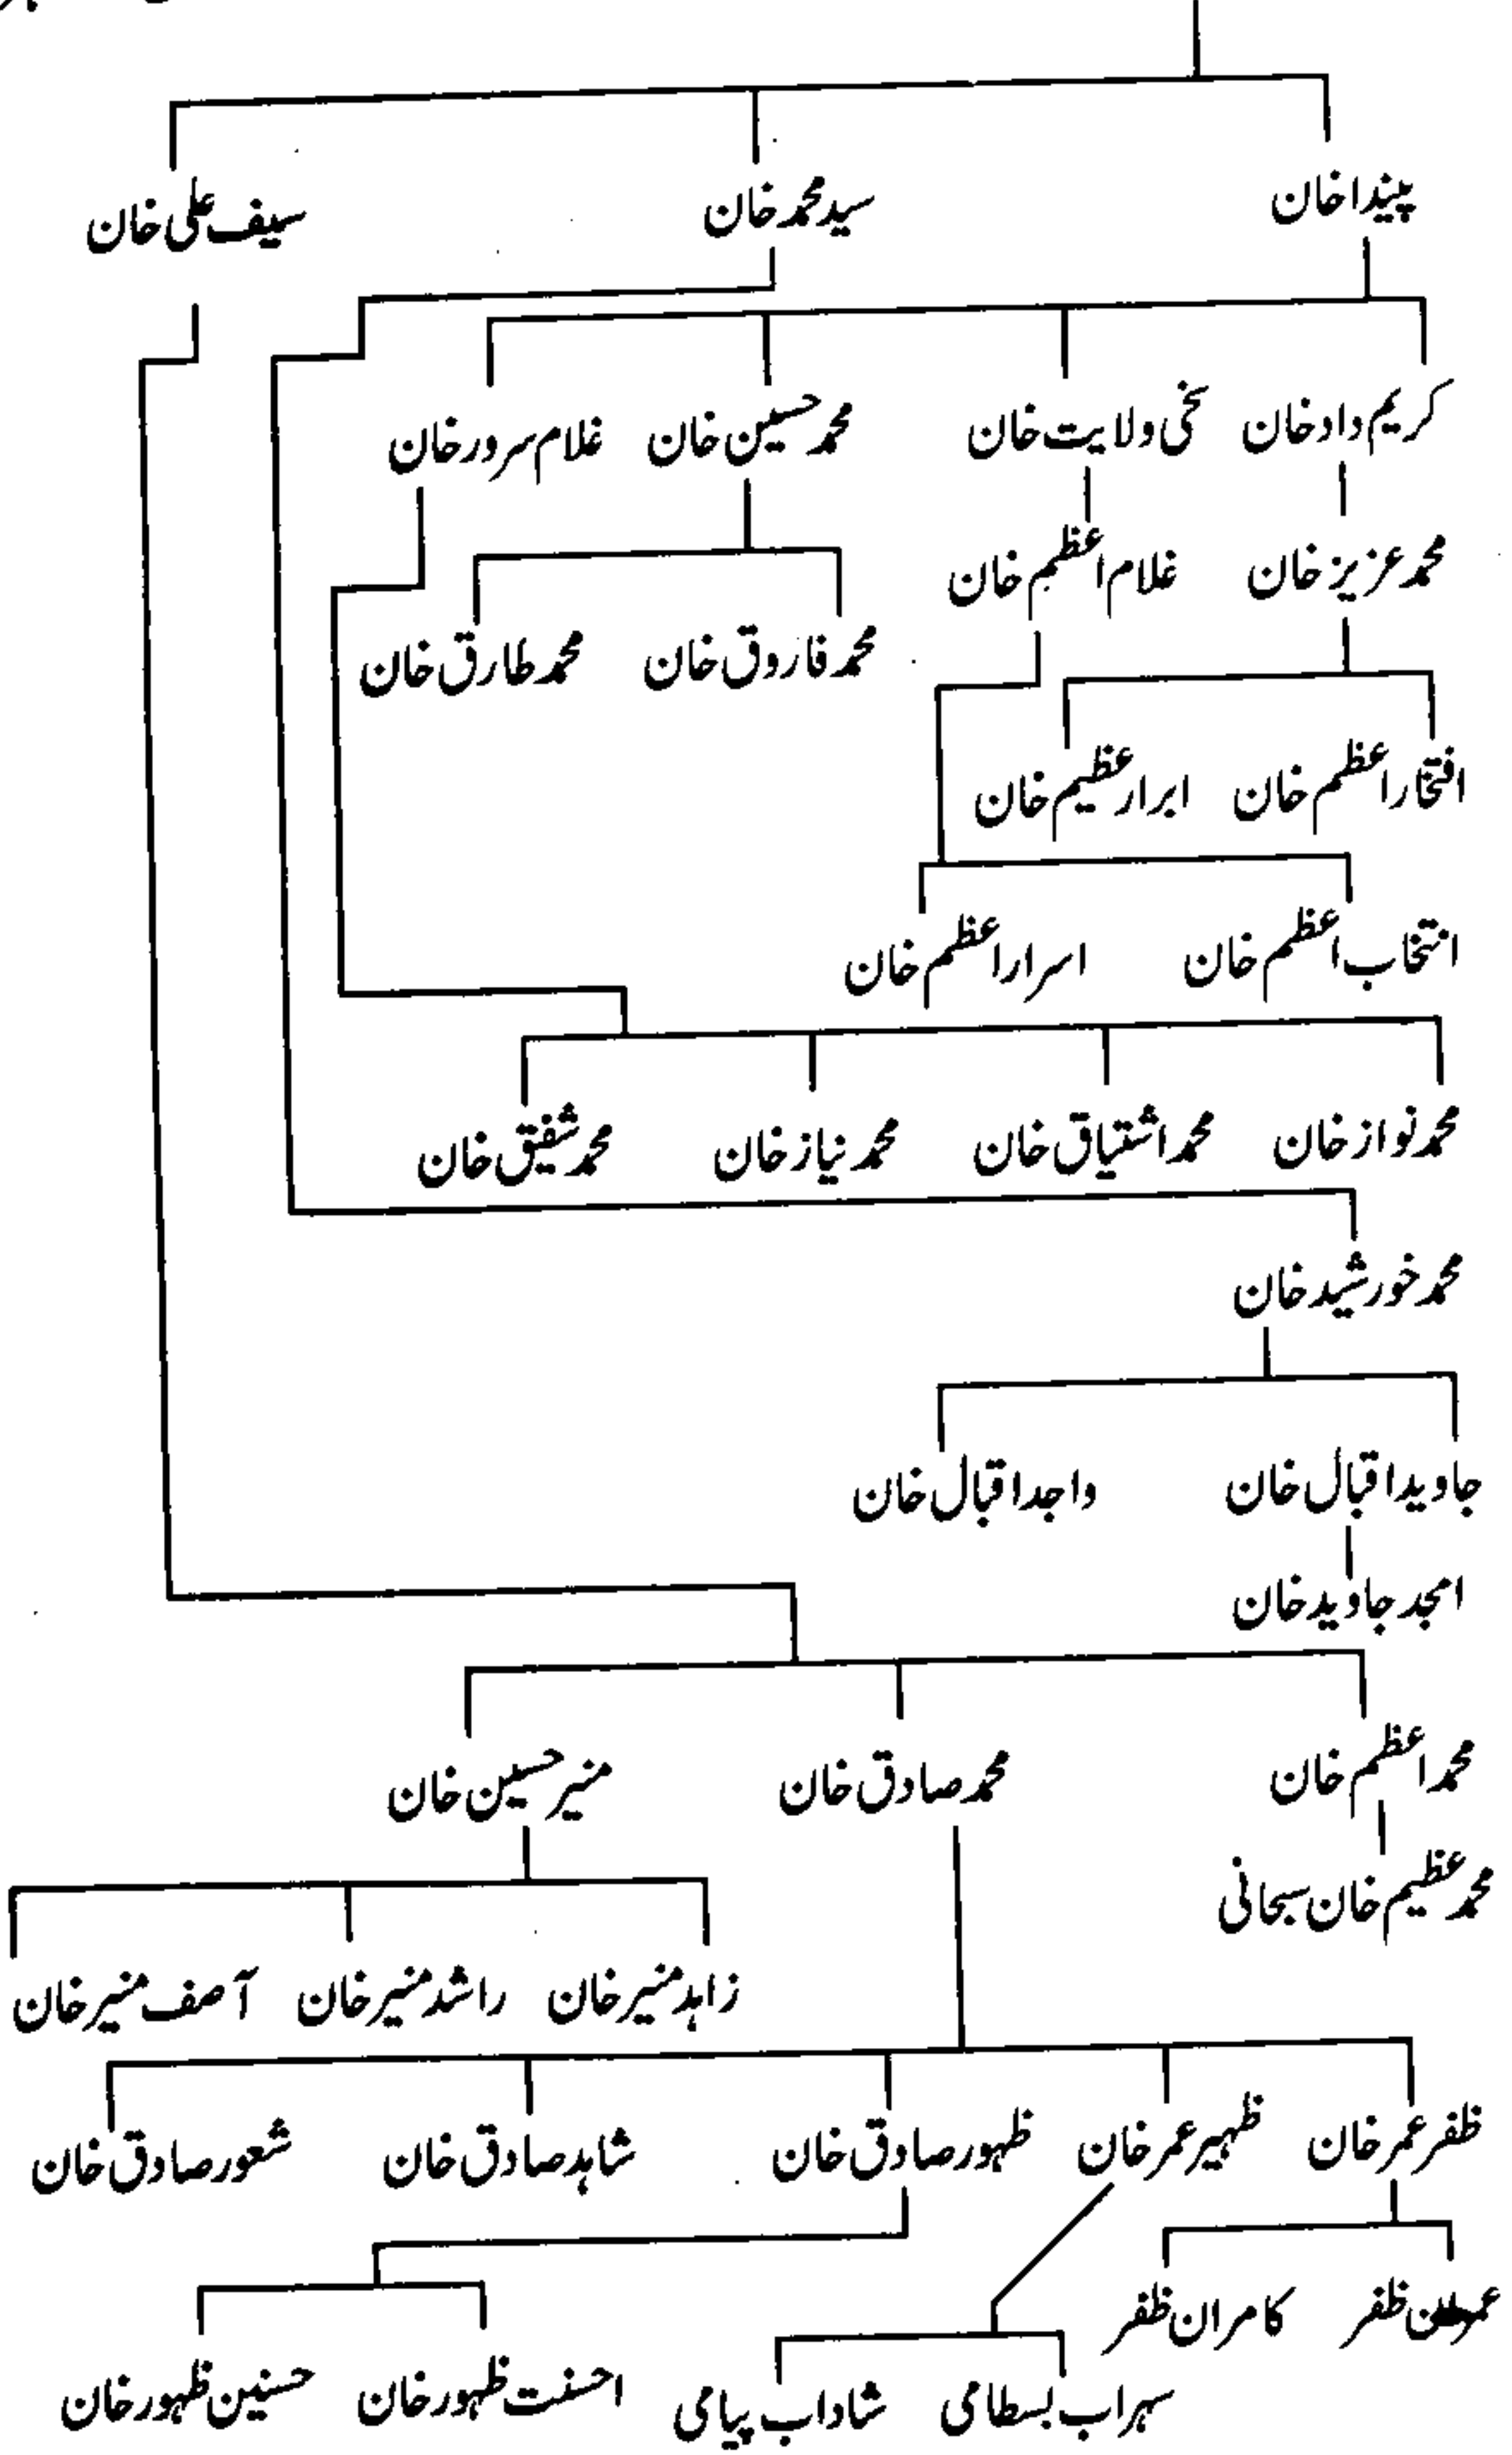 پیندا خان سید محمد خان سیف علی خان
کریم داد خان سخی ولایت خان محمد حسین خان غلام سرور خان
محمد عزیز خان غلام اعظم خان
محمد فاروق خان محمد طارق خان
افتخار اعظم خان ابرار عظیم خان
انتخاب اعظم خان اسرار اعظم خان
محمد نواز خان محمد اشتیاق خان محمد نیاز خان محمد شفیق خان
محمد خورشید خان
جاوید اقبال خان واجد اقبال خان
امجد جاوید خان
محمد اعظم خان محمد صادق خان منیر حسین خان
محمد عظیم خان سبحانی
زاہد منیر خان راشد منیر خان آصف منیر خان
ظفر عمر خان ظہیر عمر خان ظہور صادق خان شاہد صادق خان شعور صادق خان
ظفر کامران ظفر
سہراب بسطامی شاداب پیامی احسنت ظہور خان حسنین ظہور خان